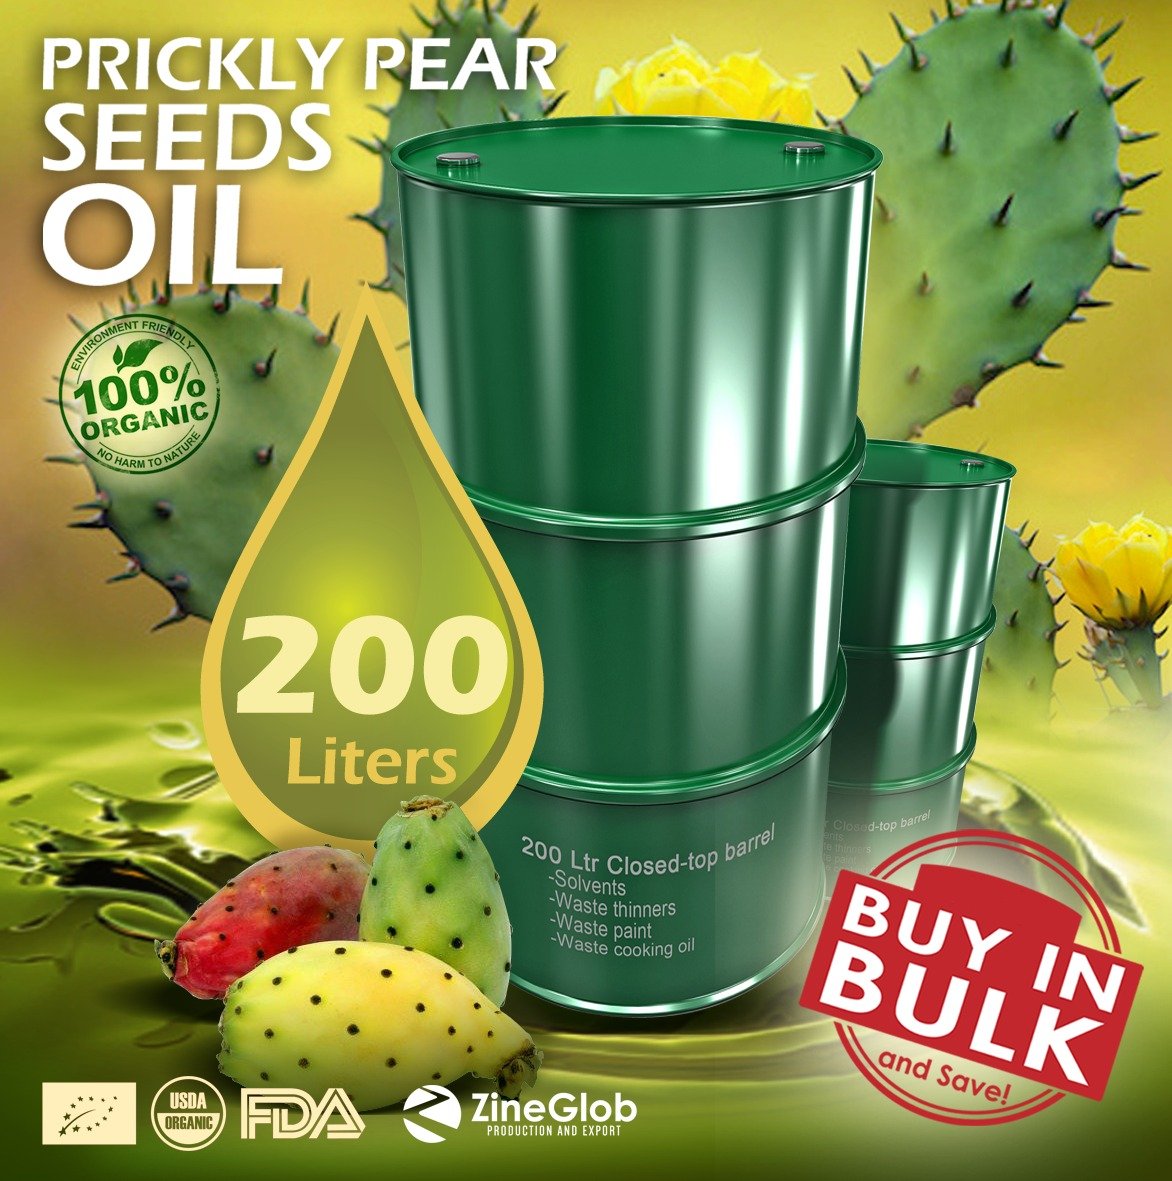 PRICKLY PEAR
SEEDS
OIL
ENVIRONMENT FRIENDLY
100%
ORGANIC
NO HARM TO NATURE
200
Liters
200 Ltr Closed-top barrel
-Solvents
-Waste thinners
-Waste paint
-Waste cooking oil
Closed-top barrel
thinners
paint
BUY IN
BULK
and Save!
USDA
ORGANIC
FDA
ZineGlob
PRODUCTION AND EXPORT